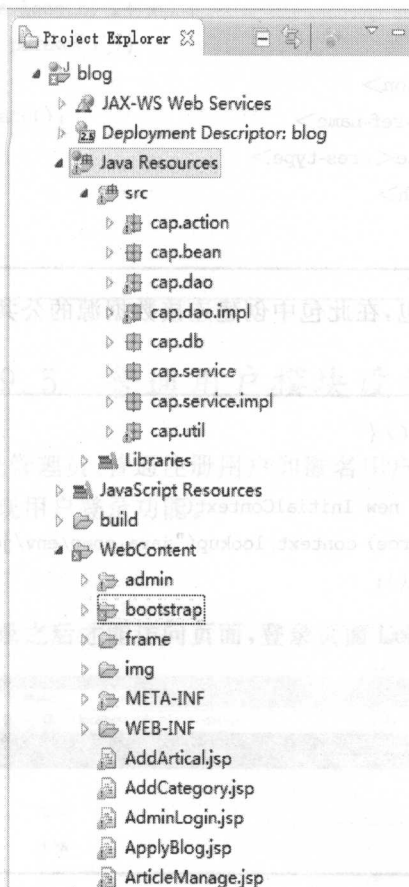 Project Explorer
blog
JAX-WS Web Services
Deployment Descriptor: blog
Java Resources
src
cap.action
cap.bean
cap.dao
cap.dao.impl
cap.db
cap.service
cap.service.impl
cap.util
Libraries
JavaScript Resources
build
WebContent
admin
bootstrap
frame
img
META-INF
WEB-INF
AddArtical.jsp
AddCategory.jsp
AdminLogin.jsp
ApplyBlog.jsp
ArticleManage.jsp